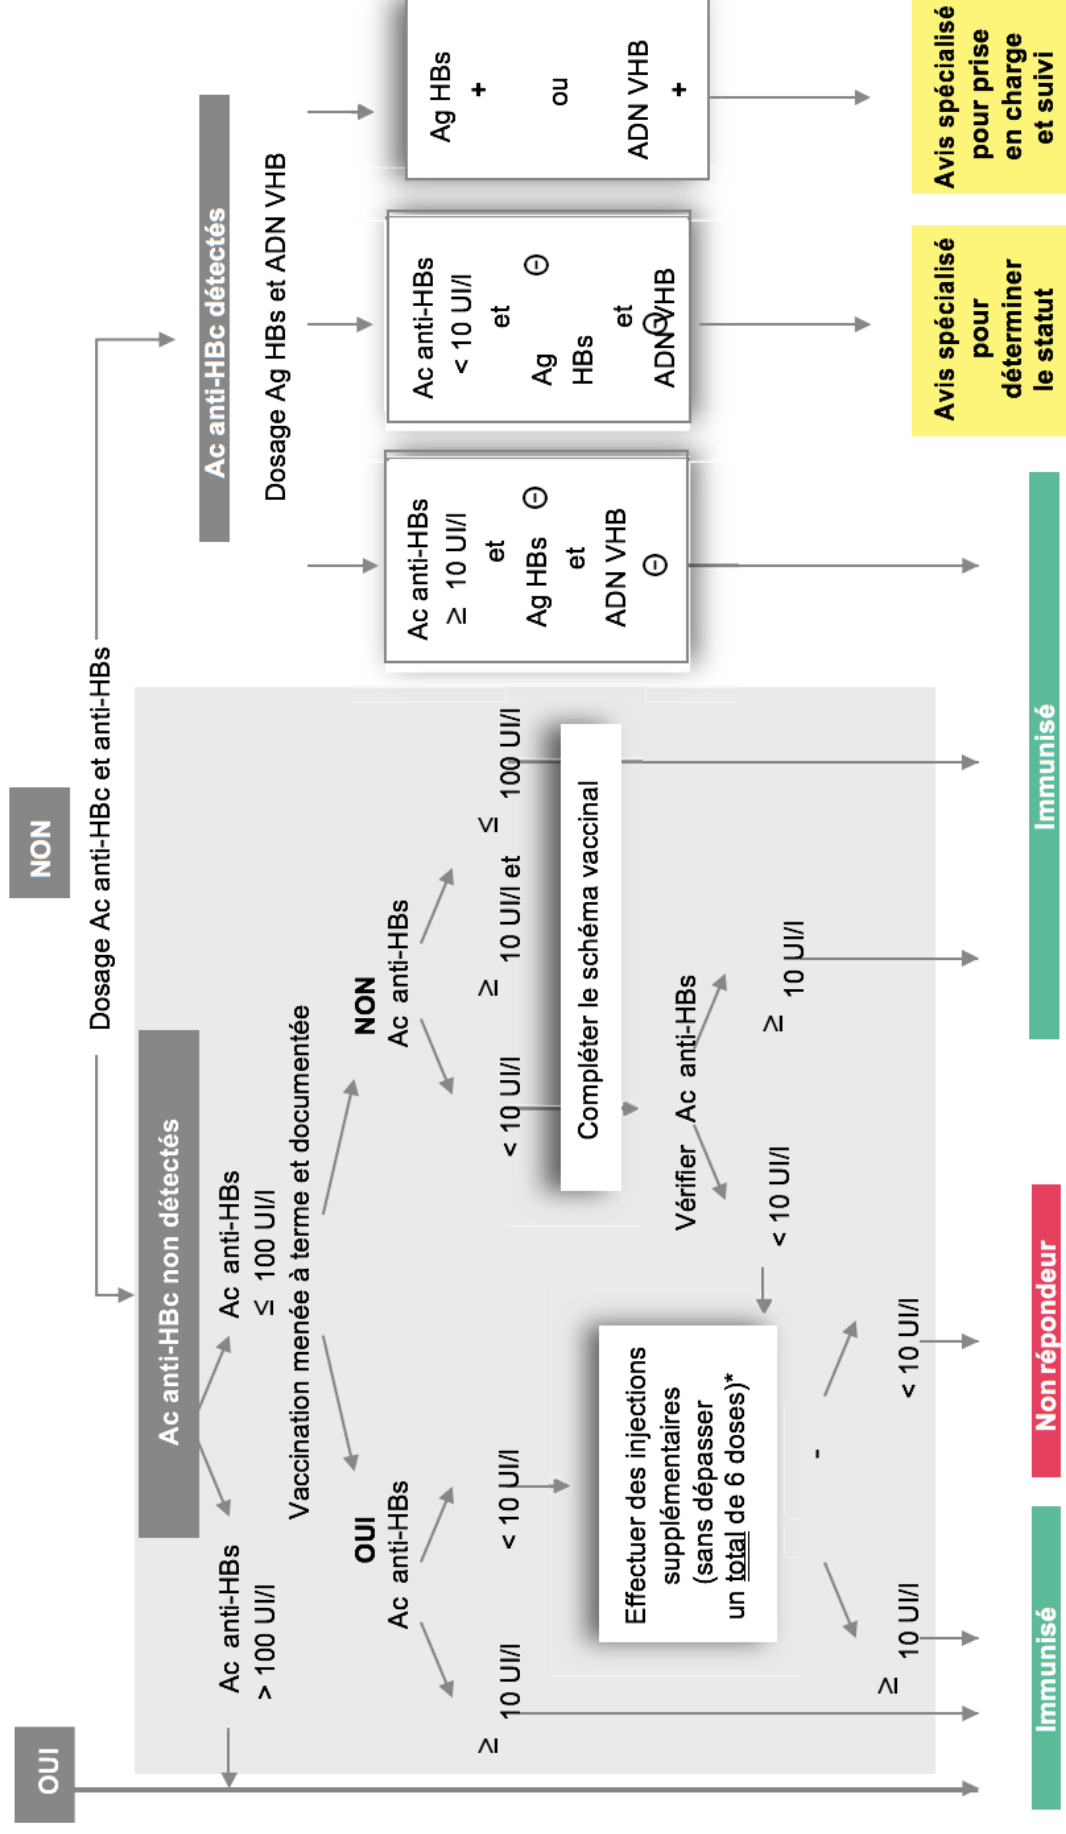 OUI
NON
Dosage Ac anti-HBc et anti-HBs
Ac anti-HBc non détectés
Ac anti-HBc détectés
Ac anti-HBs
> 100 UI/l
Ac anti-HBs
≤ 100 UI/l
Dosage Ag HBs et ADN VHB
Vaccination menée à terme et documentée
OUI
Ac anti-HBs
NON
Ac anti-HBs
≥
10 UI/l
< 10 UI/l
< 10 UI/l
≥
10 UI/l et
≤
100 UI/l
Ac anti-HBs
≥ 10 UI/l
et
Ag HBs ⊖
et
ADN VHB
⊖
Ac anti-HBs
< 10 UI/l
et
Ag
⊖
HBs
et
ADN VHB
⊖
Ag HBs
+
ou
ADN VHB
+
Compléter le schéma vaccinal
Effectuer des injections
supplémentaires
(sans dépasser
un total de 6 doses)*
Vérifier Ac anti-HBs
< 10 UI/l
≥
10 UI/l
-
≥
10 UI/l
< 10 UI/l
Immunisé
Non répondeur
Immunisé
Avis spécialisé
pour
déterminer
le statut
Avis spécialisé
pour prise
en charge
et suivi